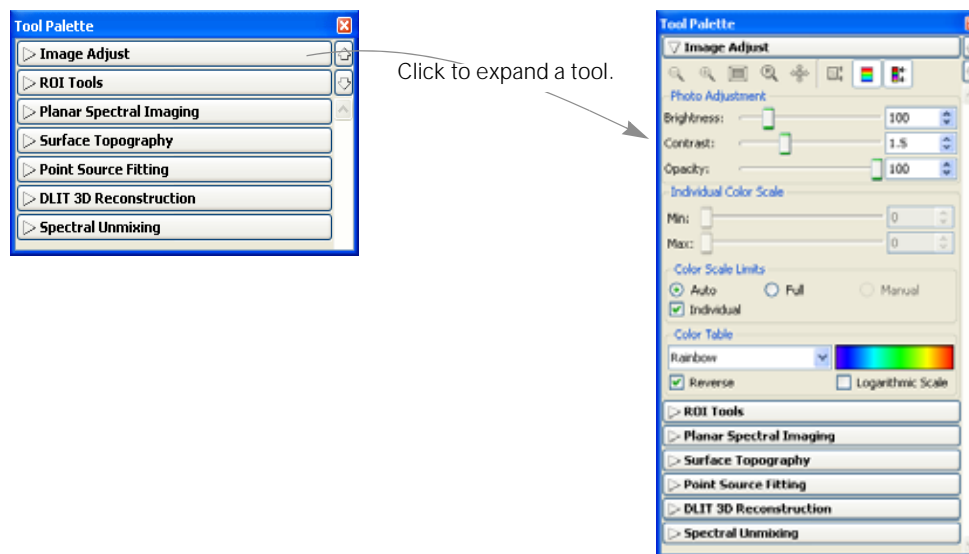 Tool Palette
Image Adjust
ROI Tools
Planar Spectral Imaging
Surface Topography
Point Source Fitting
DLIT 3D Reconstruction
Spectral Unmixing
Click to expand a tool.
Tool Palette
Image Adjust
Photo Adjustment
Brightness: 100
Contrast: 1.5
Opacity: 100
Individual Color Scale
Min: 0
Max: 0
Color Scale Limits
Auto Full Manual
Individual
Color Table
Rainbow
Reverse Logarithmic Scale
ROI Tools
Planar Spectral Imaging
Surface Topography
Point Source Fitting
DLIT 3D Reconstruction
Spectral Unmixing